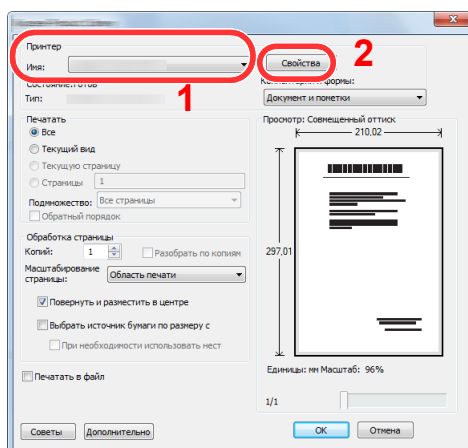 Принтер
Имя:
1
Свойства
2
Состояние:Готов
Комментарии и формы:
Тип:
Документ и пометки
Печатать
Все
Текущий вид
Текущую страницу
Страницы 1
Подмножество: Все страницы
Обратный порядок
Обработка страницы
Копий: 1 Разобрать по копиям
Масштабирование
страницы: Область печати
Повернуть и разместить в центре
Выбрать источник бумаги по размеру с
При необходимости использовать нест
Печатать в файл
Советы Дополнительно
Просмотр: Совмещенный оттиск
210,02
297,01
Единицы: мм Масштаб: 96%
1/1
OK Отмена